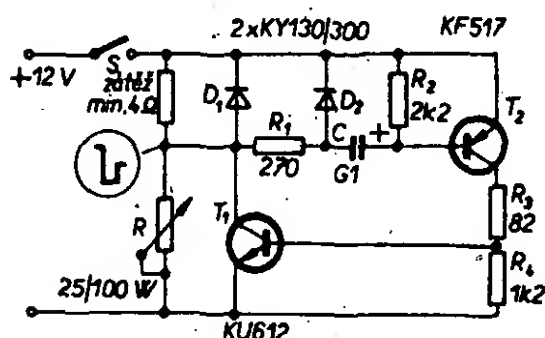 2xKY130/300
KF517
+12 V
S
zátěž
min. 4Ω
D₁
D₂
R₂
2k2
T₂
R₁
270
C
+
G1
R
T₁
R₃
82
R₄
1k2
25/100 W
KU612